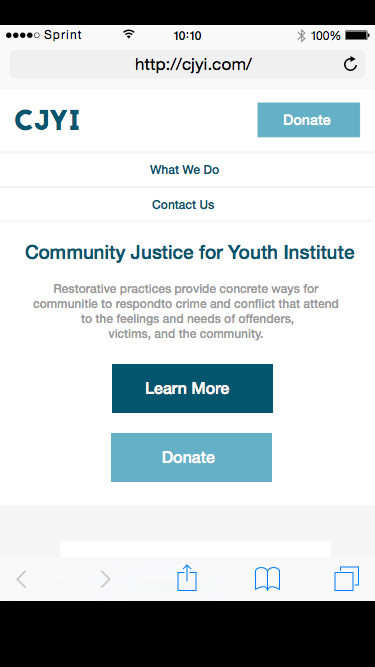 Sprint 10:10 100%
http://cjyi.com/
CJYI Donate
What We Do
Contact Us
Community Justice for Youth Institute
Restorative practices provide concrete ways for
communitie to respondto crime and conflict that attend
to the feelings and needs of offenders,
victims, and the community.
Learn More
Donate